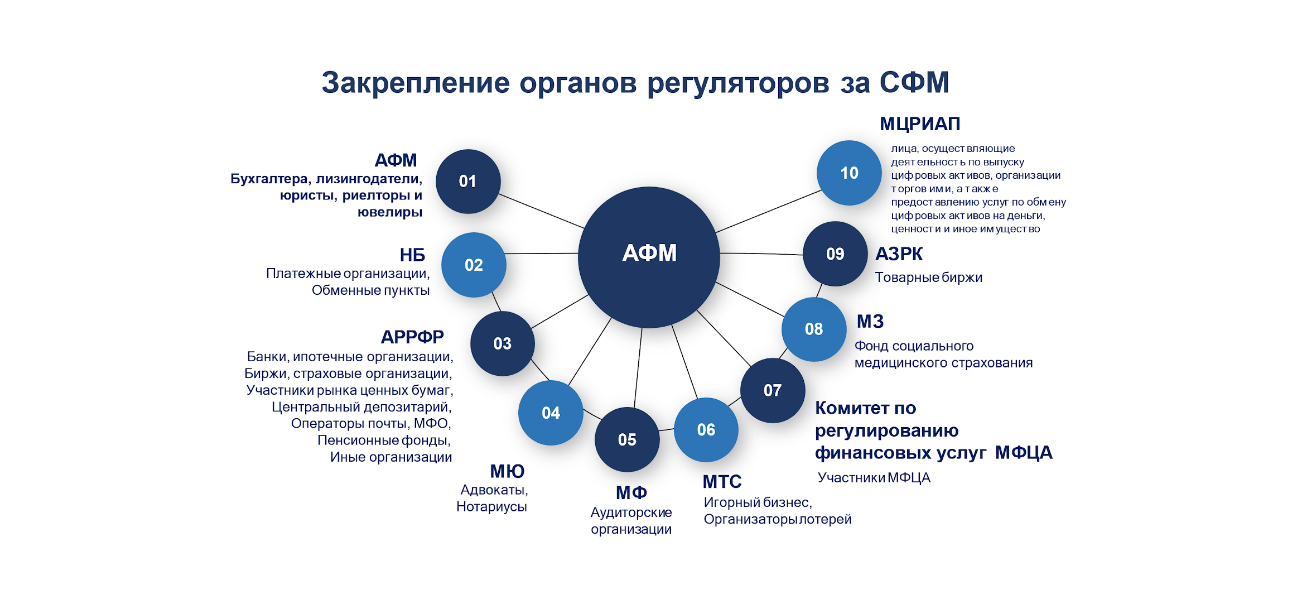 Закрепление органов регуляторов за СФМ
АФМ
Бухгалтера, лизингодатели,
юристы, риелторы и
ювелиры
01
НБ
Платежные организации,
Обменные пункты
02
АРРФР
Банки, ипотечные организации,
Биржи, страховые организации,
Участники рынка ценных бумаг,
Центральный депозитарий,
Операторы почты, МФО,
Пенсионные фонды,
Иные организации
03
МЮ
Адвокаты,
Нотариусы
04
МФ
Аудиторские
организации
05
МТС
Игорный бизнес,
Организаторы лотерей
06
Комитет по
регулированию
финансовых услуг МФЦА
Участники МФЦА
07
МЗ
Фонд социального
медицинского страхования
08
АЗРК
Товарные биржи
09
МЦРИАП
лица, осуществляющие
деятельность по выпуску
цифровых активов, организации
торгов ими, а также
предоставлению услуг по обмену
цифровых активов на деньги,
ценности и иное имущество
10
АФМ